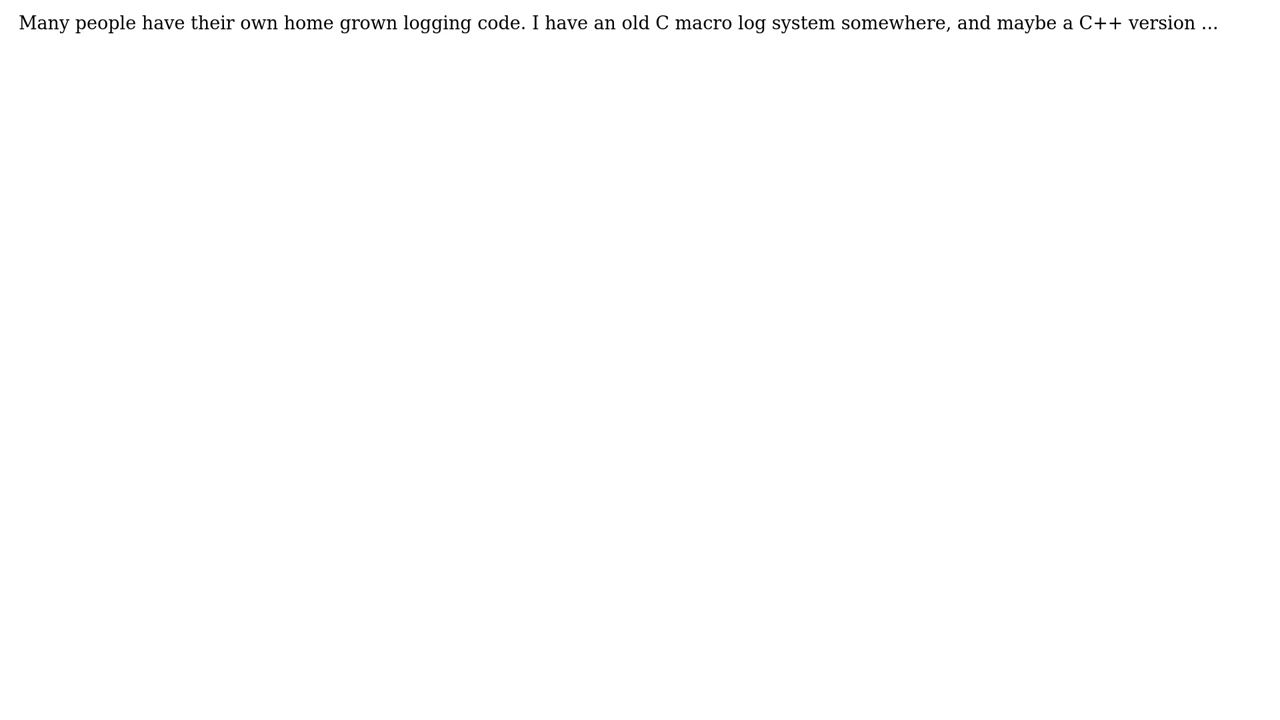 Many people have their own home grown logging code. I have an old C macro log system somewhere, and maybe a C++ version ...